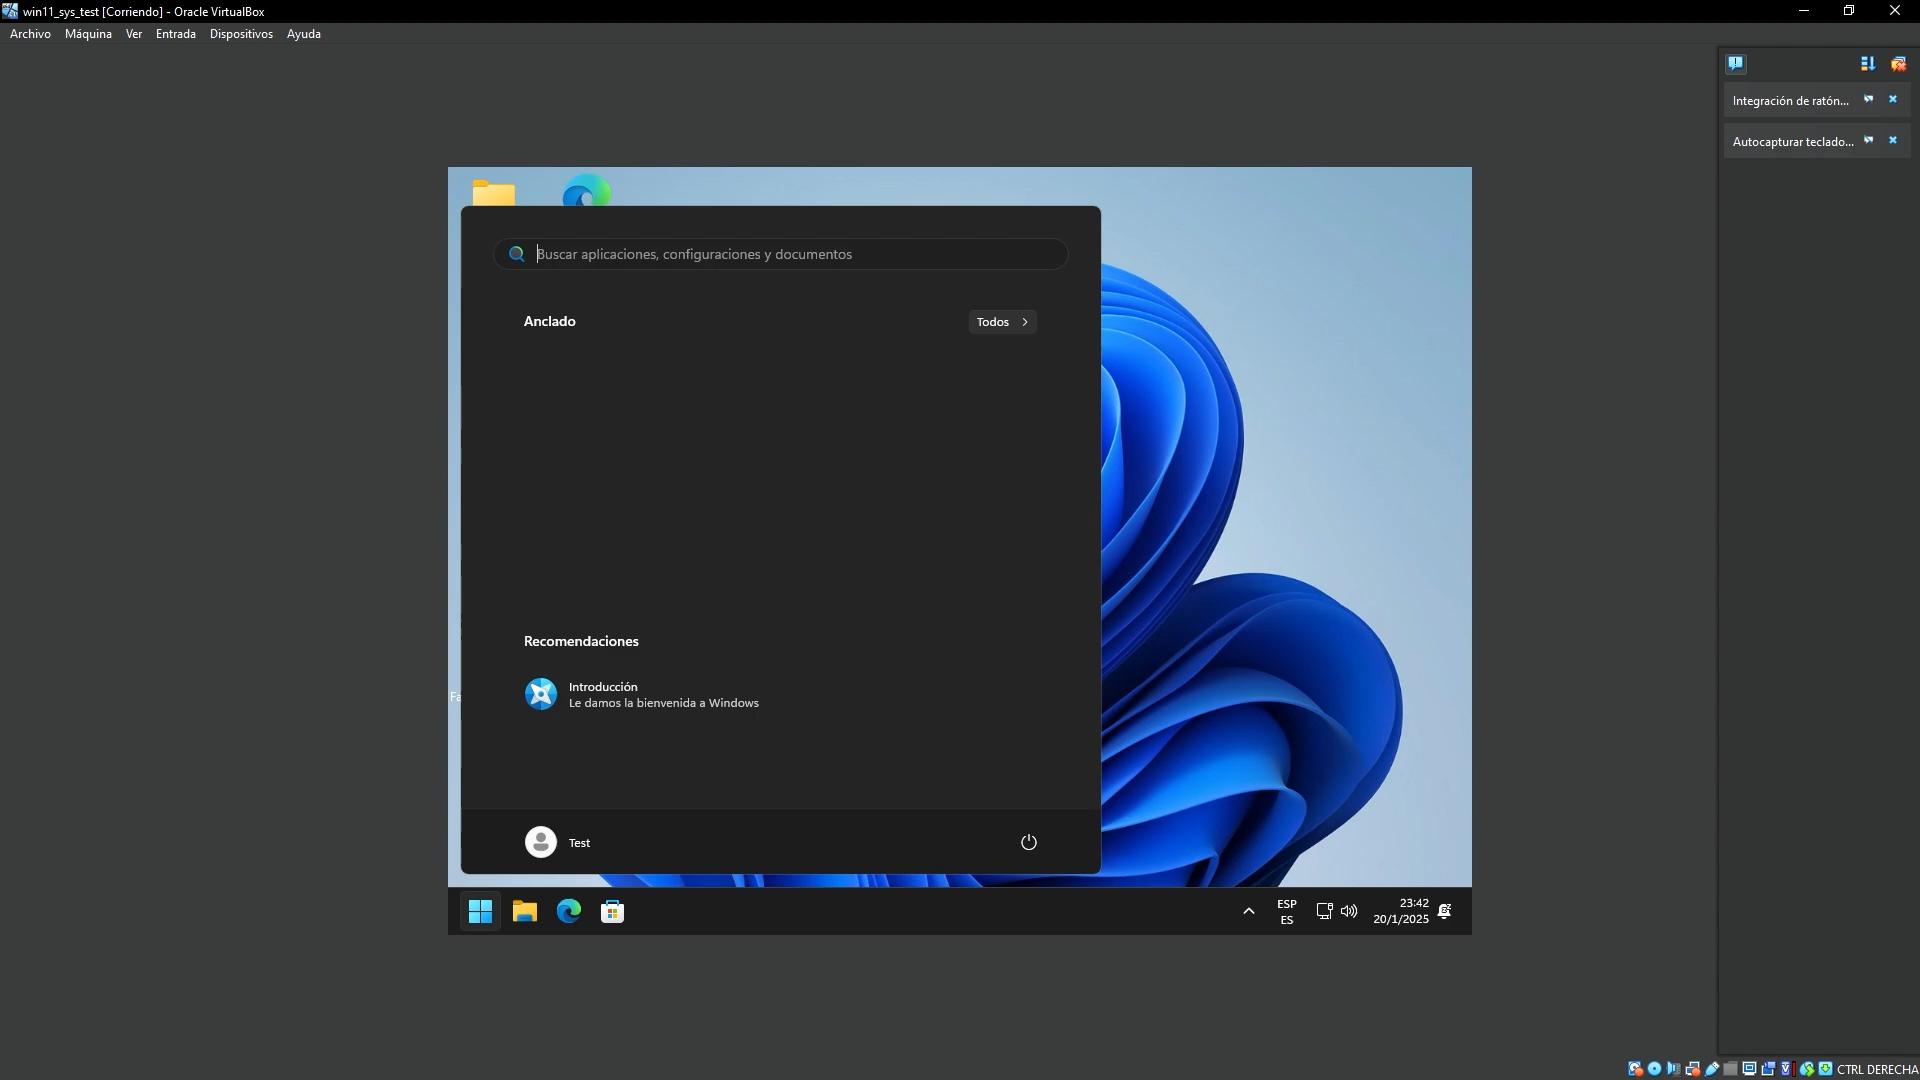 win11_sys_test [Corriendo] - Oracle VirtualBox
Archivo Máquina Ver Entrada Dispositivos Ayuda
Integración de ratón...
Autocapturar teclado...
Buscar aplicaciones, configuraciones y documentos
Anclado
Todos
Recomendaciones
Introducción
Le damos la bienvenida a Windows
Fa
Test
ESP
ES
23:42
20/1/2025
CTRL DERECHA